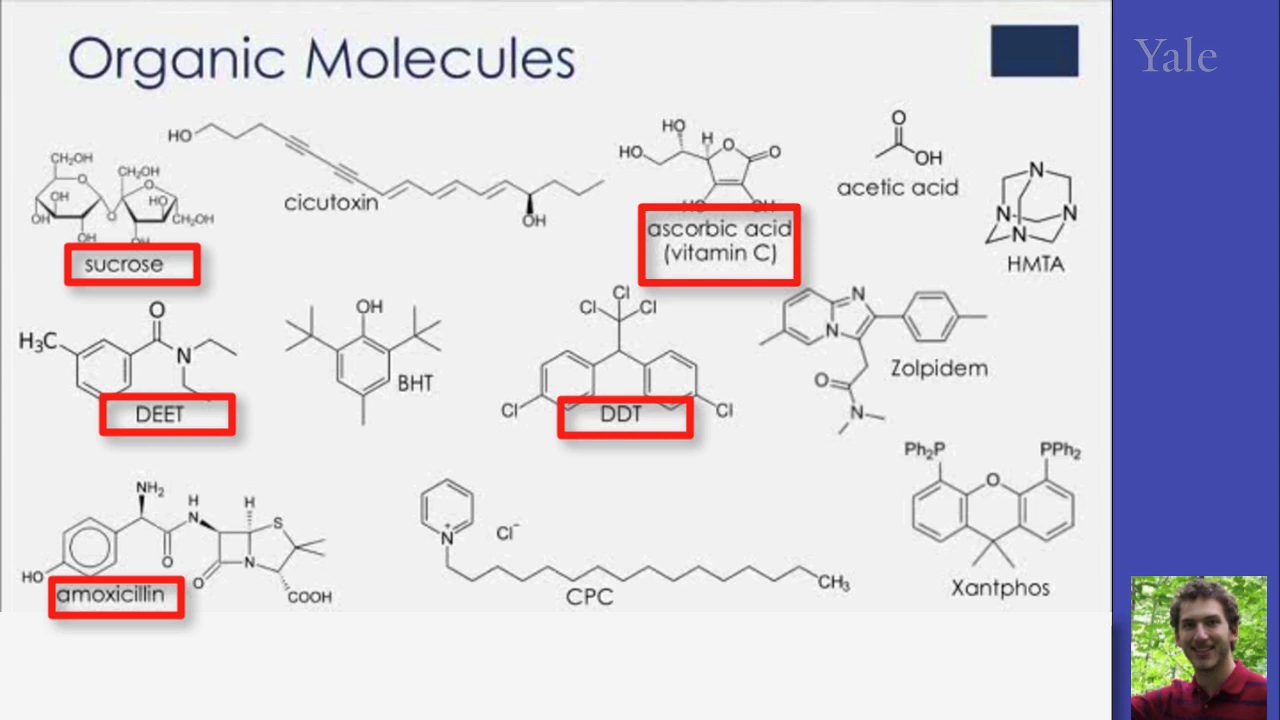 Organic Molecules
Yale
CH₂OH
O
CH₂OH
O
OH
HO
OH
O
CH₂OH
OH
OH
sucrose
HO
OH
cicutoxin
HO
HO
H
O
O
HO
OH
ascorbic acid
(vitamin C)
O
OH
acetic acid
N
N
N
N
HMTA
H₃C
O
N
DEET
OH
BHT
Cl
Cl
Cl
Cl
Cl
DDT
N
N
O
N
Zolpidem
NH₂
H
N
H
S
O
O
N
HO
COOH
amoxicillin
N
+
Cl⁻
CH₃
CPC
Ph₂P
PPh₂
O
Xantphos